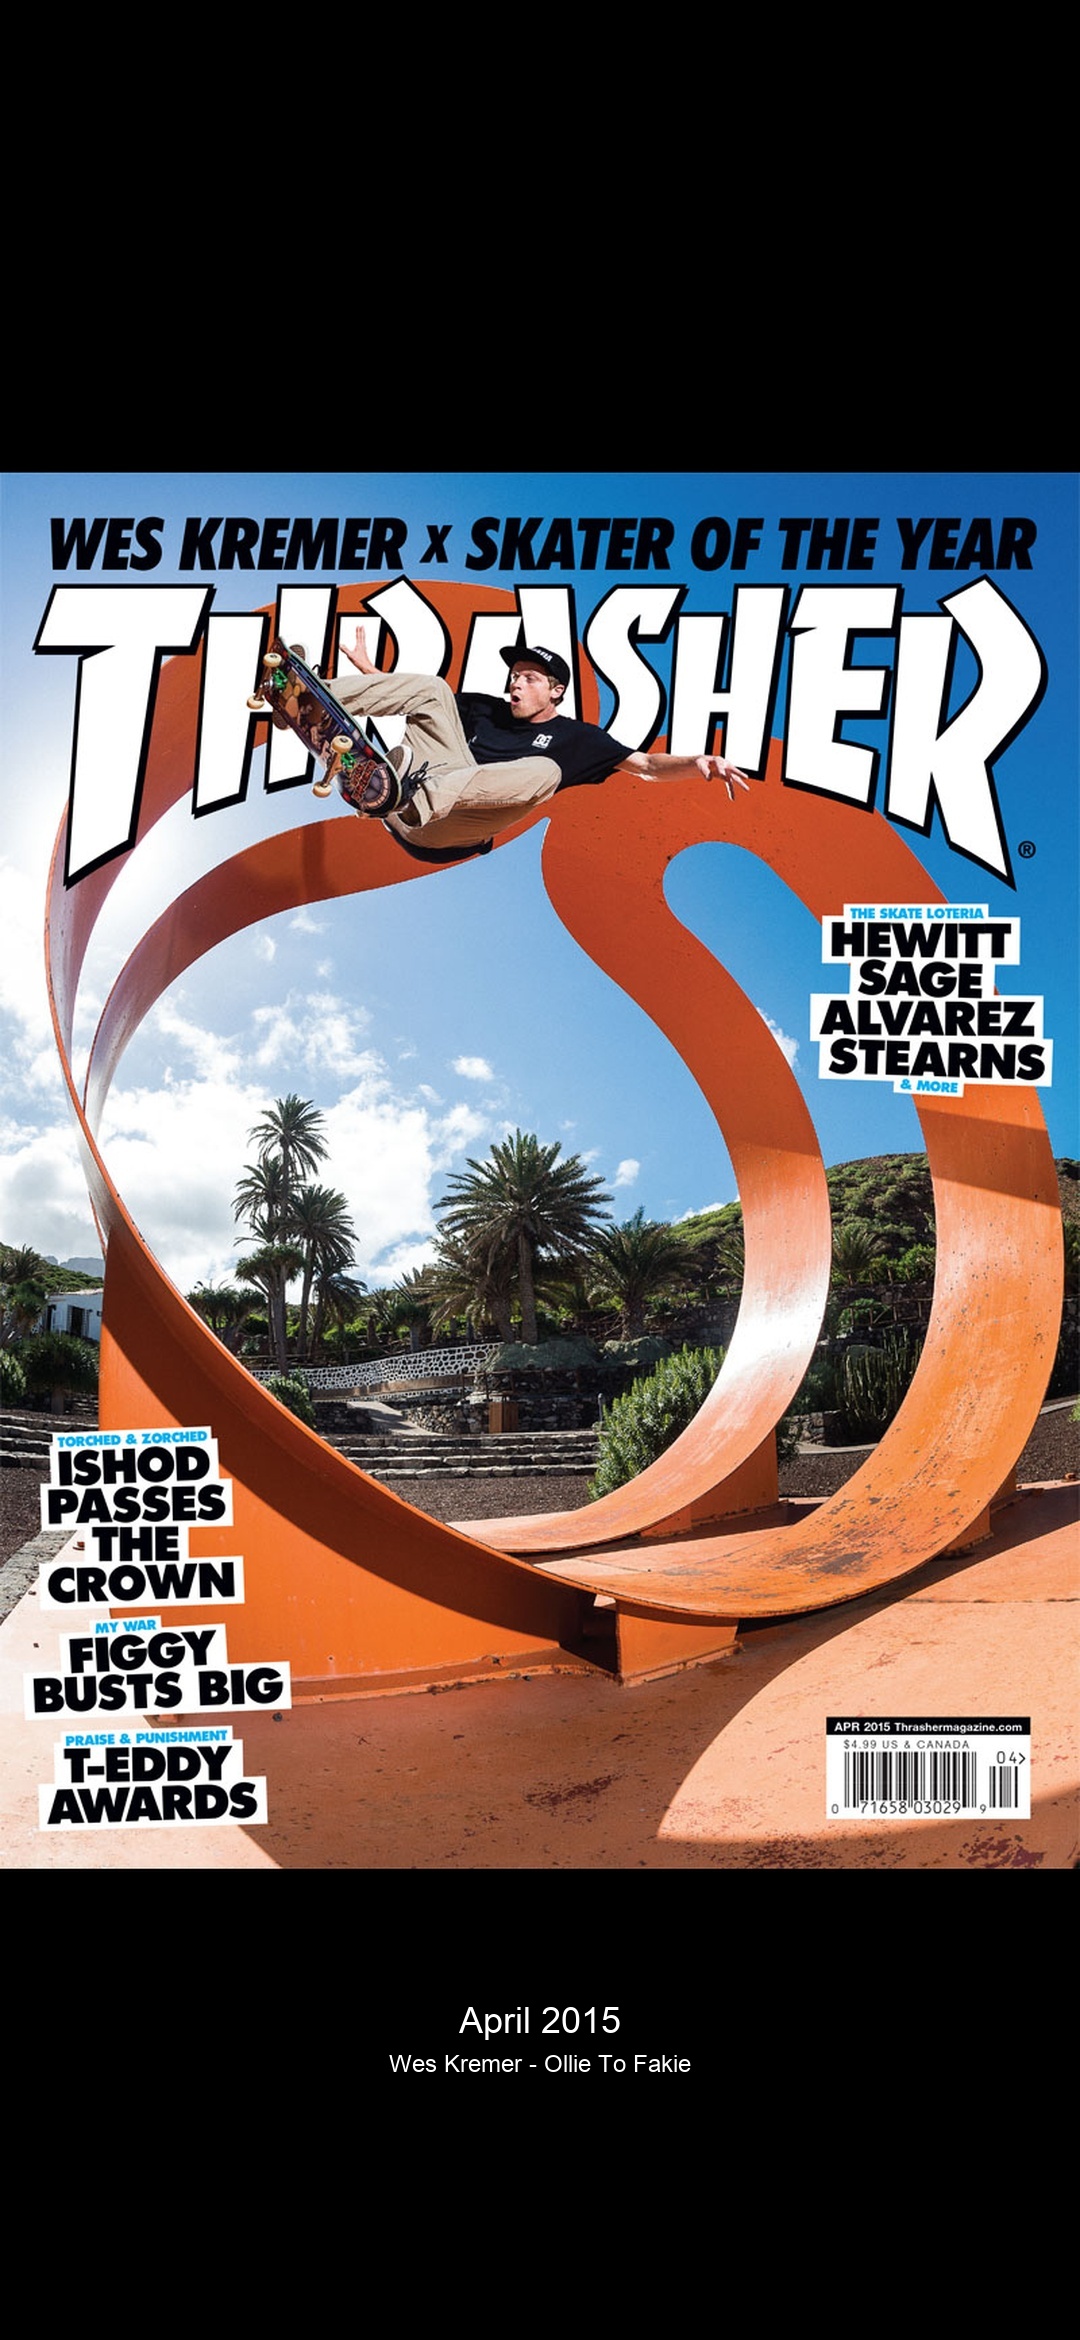 WES KREMER x SKATER OF THE YEAR
THRASHER
®
THE SKATE LOTERIA
HEWITT
SAGE
ALVAREZ
STEARNS
& MORE
TORCHED & ZORCHED
ISHOD
PASSES
THE
CROWN
MY WAR
FIGGY
BUSTS BIG
PRAISE & PUNISHMENT
T-EDDY
AWARDS
APR 2015 Thrashermagazine.com
$4.99 US & CANADA
04>
0 71658 03029 9
April 2015
Wes Kremer - Ollie To Fakie